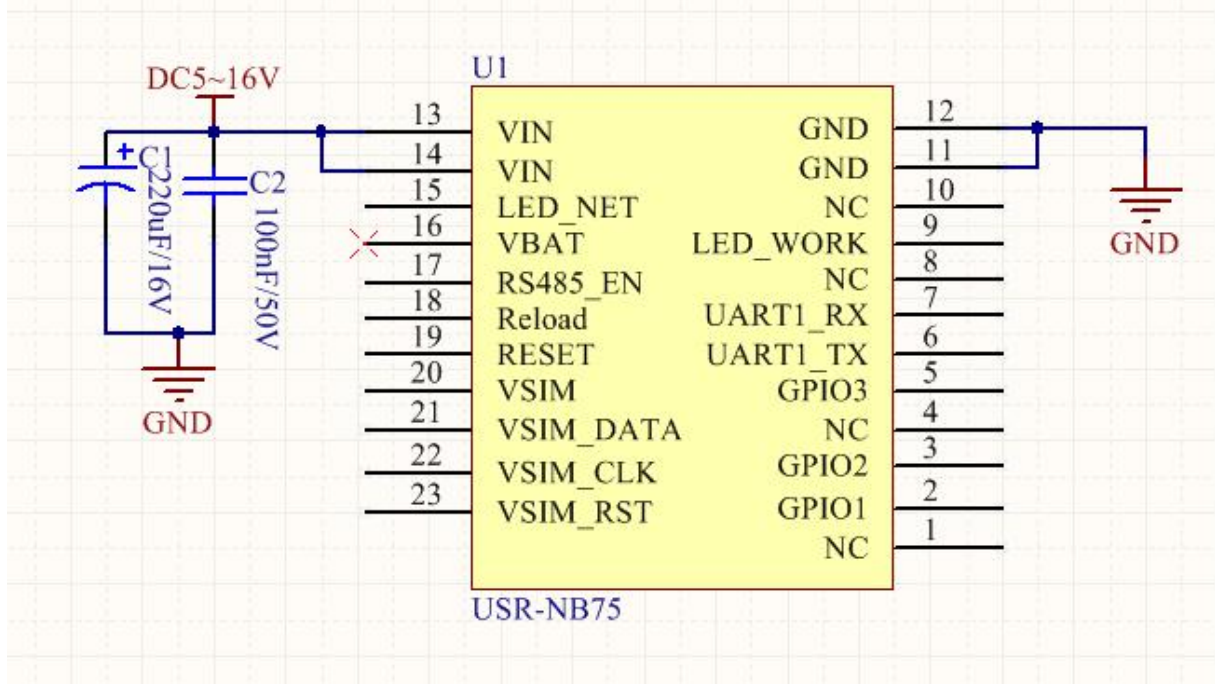 DC5~16V
C1
220uF/16V
C2
100nF/50V
GND
U1
13 VIN GND 12
14 VIN GND 11
15 LED_NET NC 10
16 VBAT LED_WORK 9
17 RS485_EN NC 8
18 Reload UART1_RX 7
19 RESET UART1_TX 6
20 VSIM GPIO3 5
21 VSIM_DATA NC 4
22 VSIM_CLK GPIO2 3
23 VSIM_RST GPIO1 2
NC 1
USR-NB75
GND